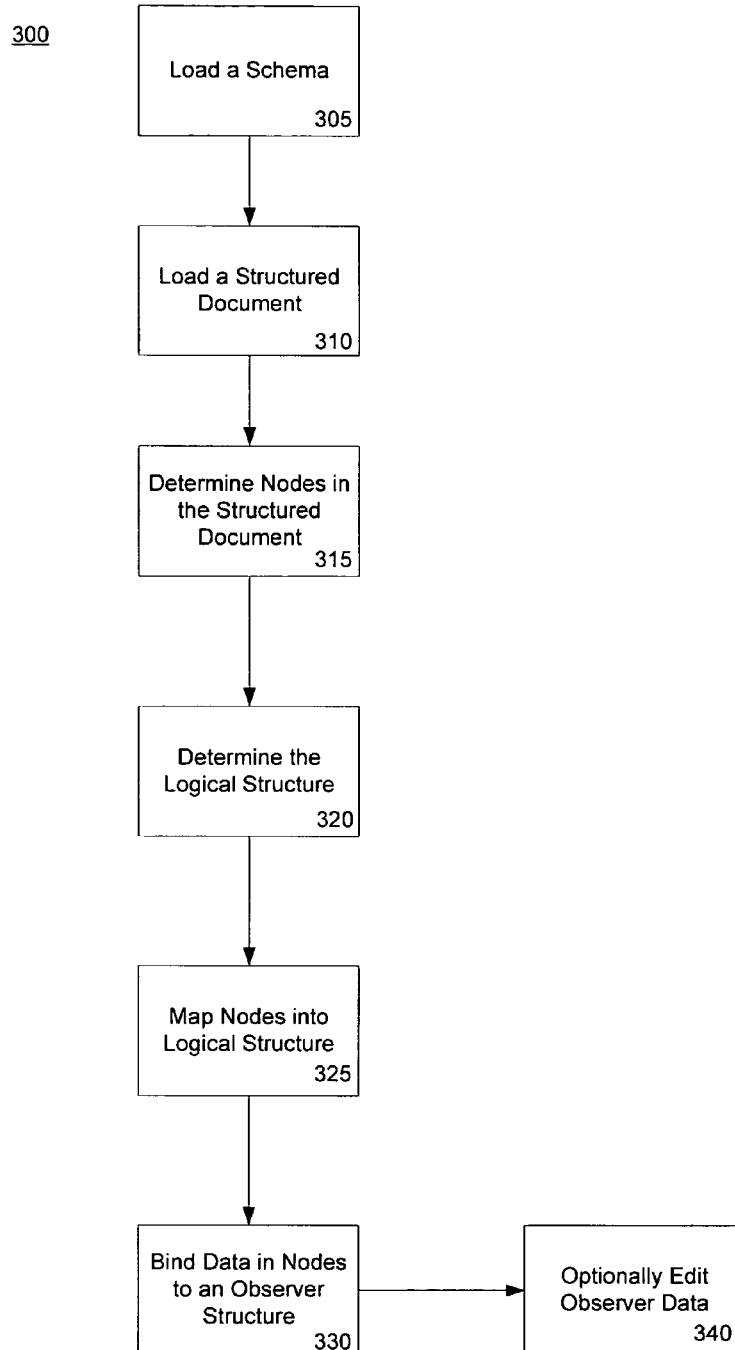 300
Load a Schema
305
Load a Structured
Document
310
Determine Nodes in
the Structured
Document
315
Determine the
Logical Structure
320
Map Nodes into
Logical Structure
325
Bind Data in Nodes
to an Observer
Structure
330
Optionally Edit
Observer Data
340